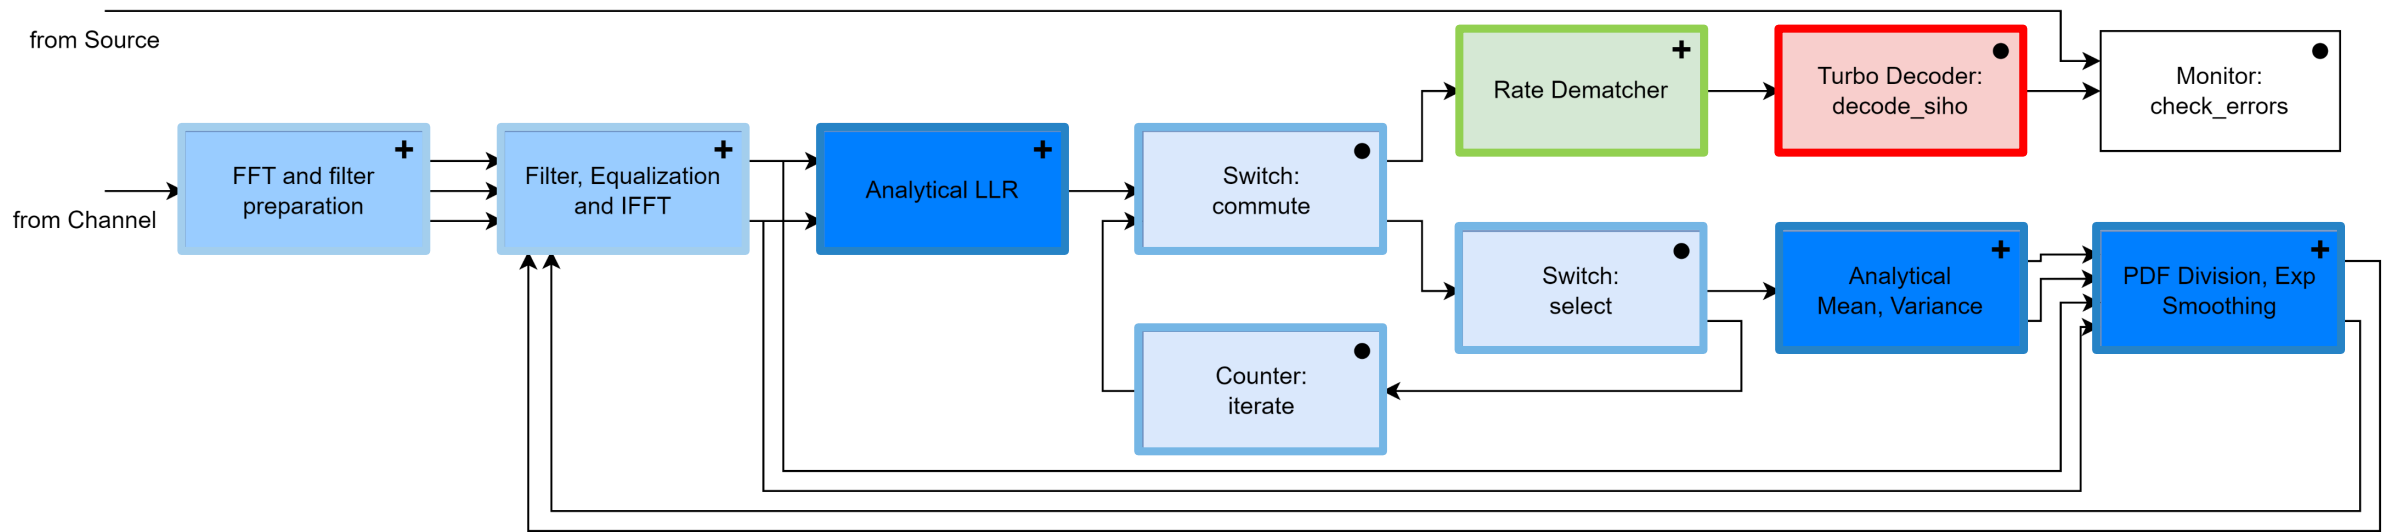 from Source
from Channel
FFT and filter
preparation
Filter, Equalization
and IFFT
Analytical LLR
Switch:
commute
Rate Dematcher
Turbo Decoder:
decode_siho
Monitor:
check_errors
Switch:
select
Analytical
Mean, Variance
PDF Division, Exp
Smoothing
Counter:
iterate